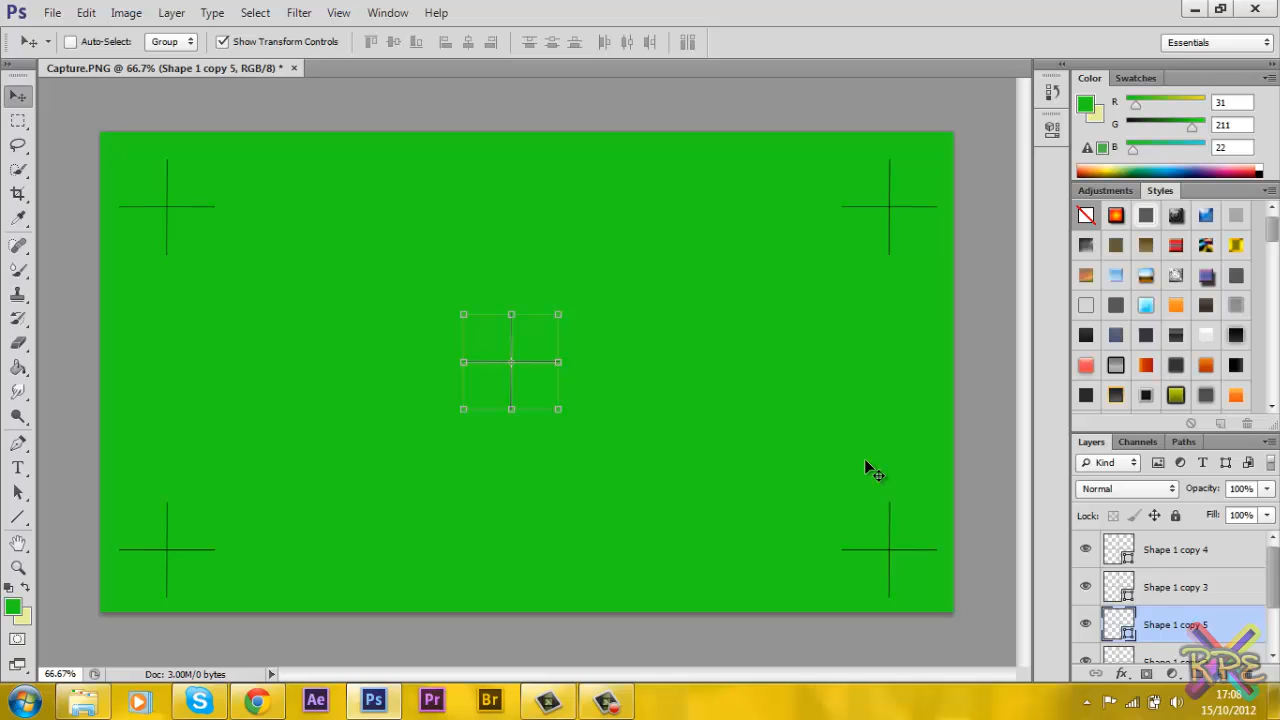 Ps File Edit Image Layer Type Select Filter View Window Help
Auto-Select: Group Show Transform Controls Essentials
Capture.PNG @ 66.7% (Shape 1 copy 5, RGB/8) * ×
Color Swatches
R 31
G 211
B 22
Adjustments Styles
Layers Channels Paths
Kind
Normal Opacity: 100%
Lock: Fill: 100%
Shape 1 copy 4
Shape 1 copy 3
Shape 1 copy 5
RPE
66.67% Doc: 3.00M/0 bytes
Ae Ps Pr Br
17:08
15/10/2012